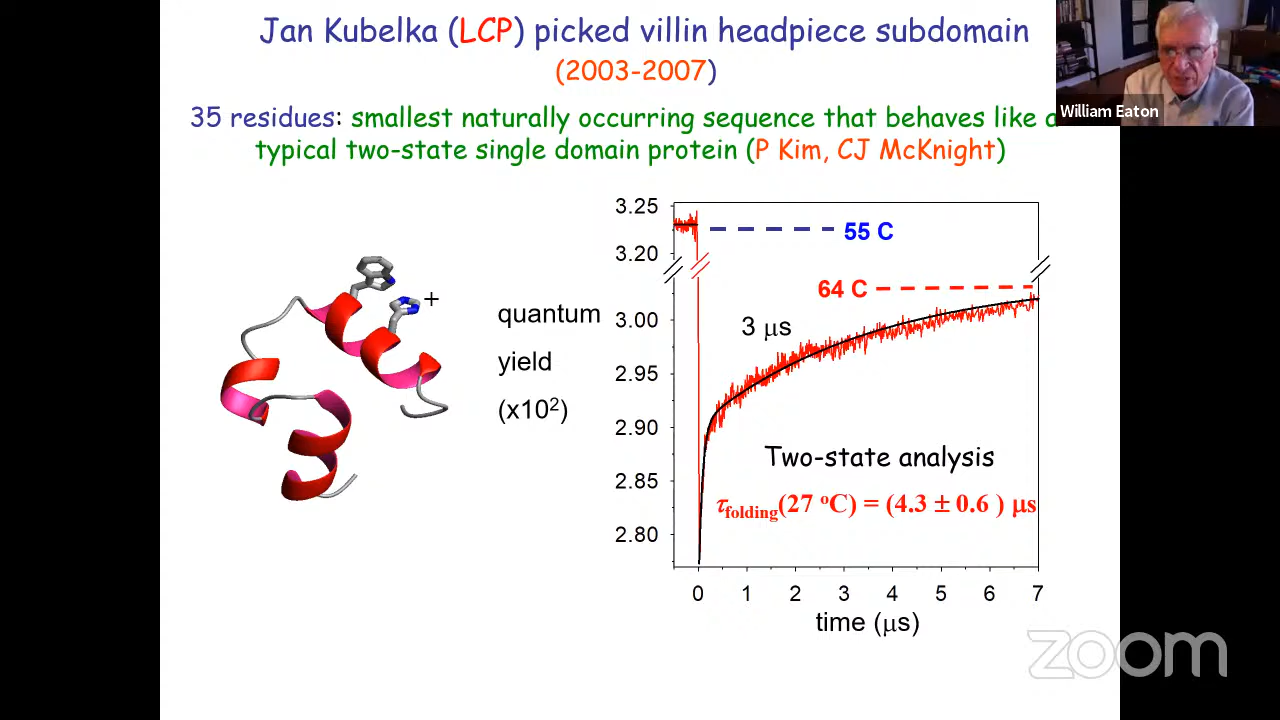 Jan Kubelka (LCP) picked villin headpiece subdomain
(2003-2007)
William Eaton
35 residues: smallest naturally occurring sequence that behaves like a
typical two-state single domain protein (P Kim, CJ McKnight)
3.25
3.20
3.00
2.95
2.90
2.85
2.80
55 C
64 C
3 μs
+
quantum
yield
(x10²)
Two-state analysis
τfolding(27 °C) = (4.3 ± 0.6 ) μs
0 1 2 3 4 5 6 7
time (μs)
zoom